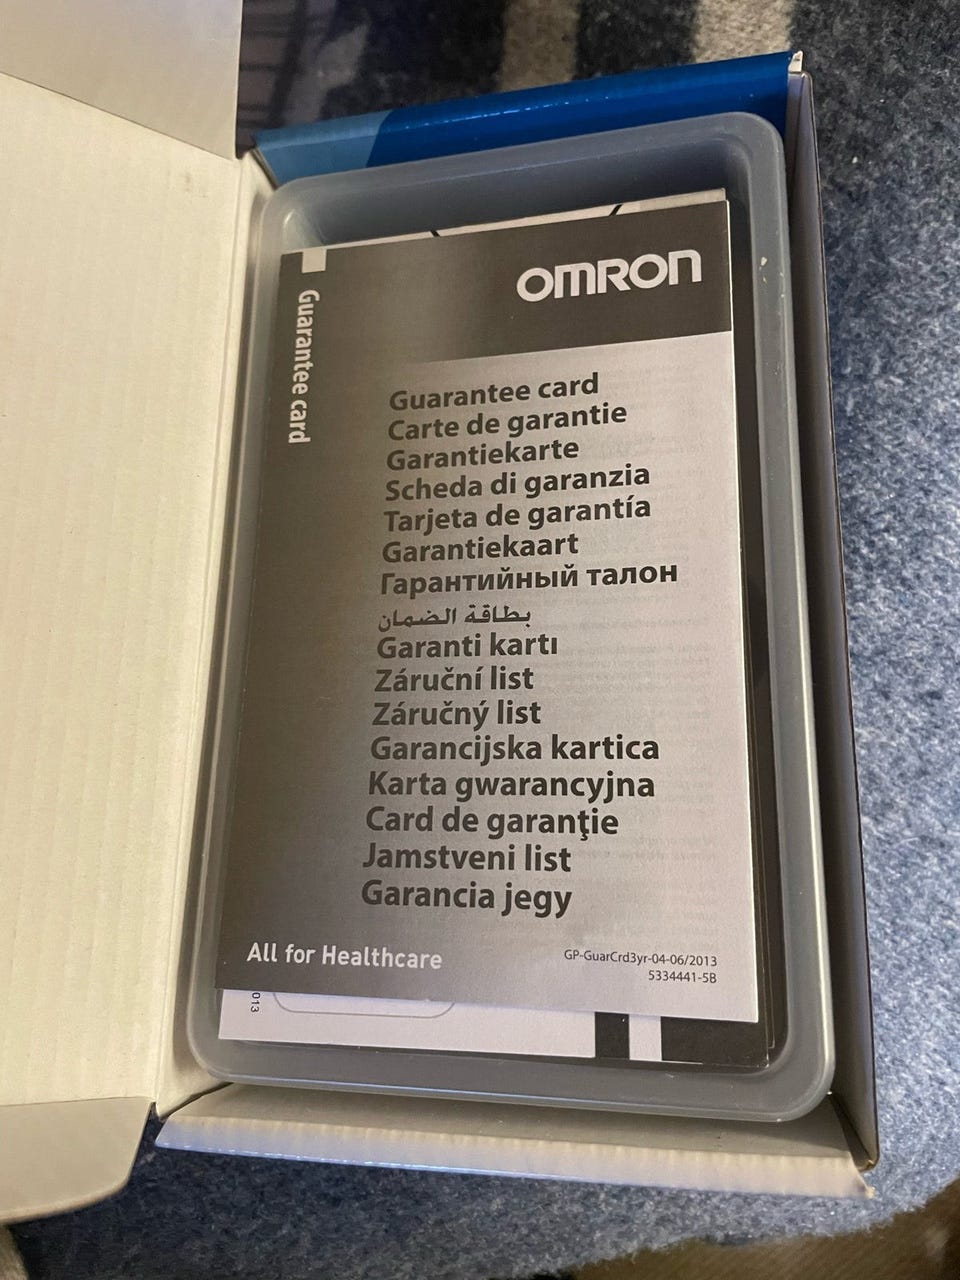 OMRON
Guarantee card
Guarantee card
Carte de garantie
Garantiekarte
Scheda di garanzia
Tarjeta de garantía
Garantiekaart
Гарантийный талон
بطاقة الضمان
Garanti kartı
Záruční list
Záručný list
Garancijska kartica
Karta gwarancyjna
Card de garanţie
Jamstveni list
Garancia jegy
All for Healthcare
GP-GuarCrd3yr-04-06/2013
5334441-5B
013